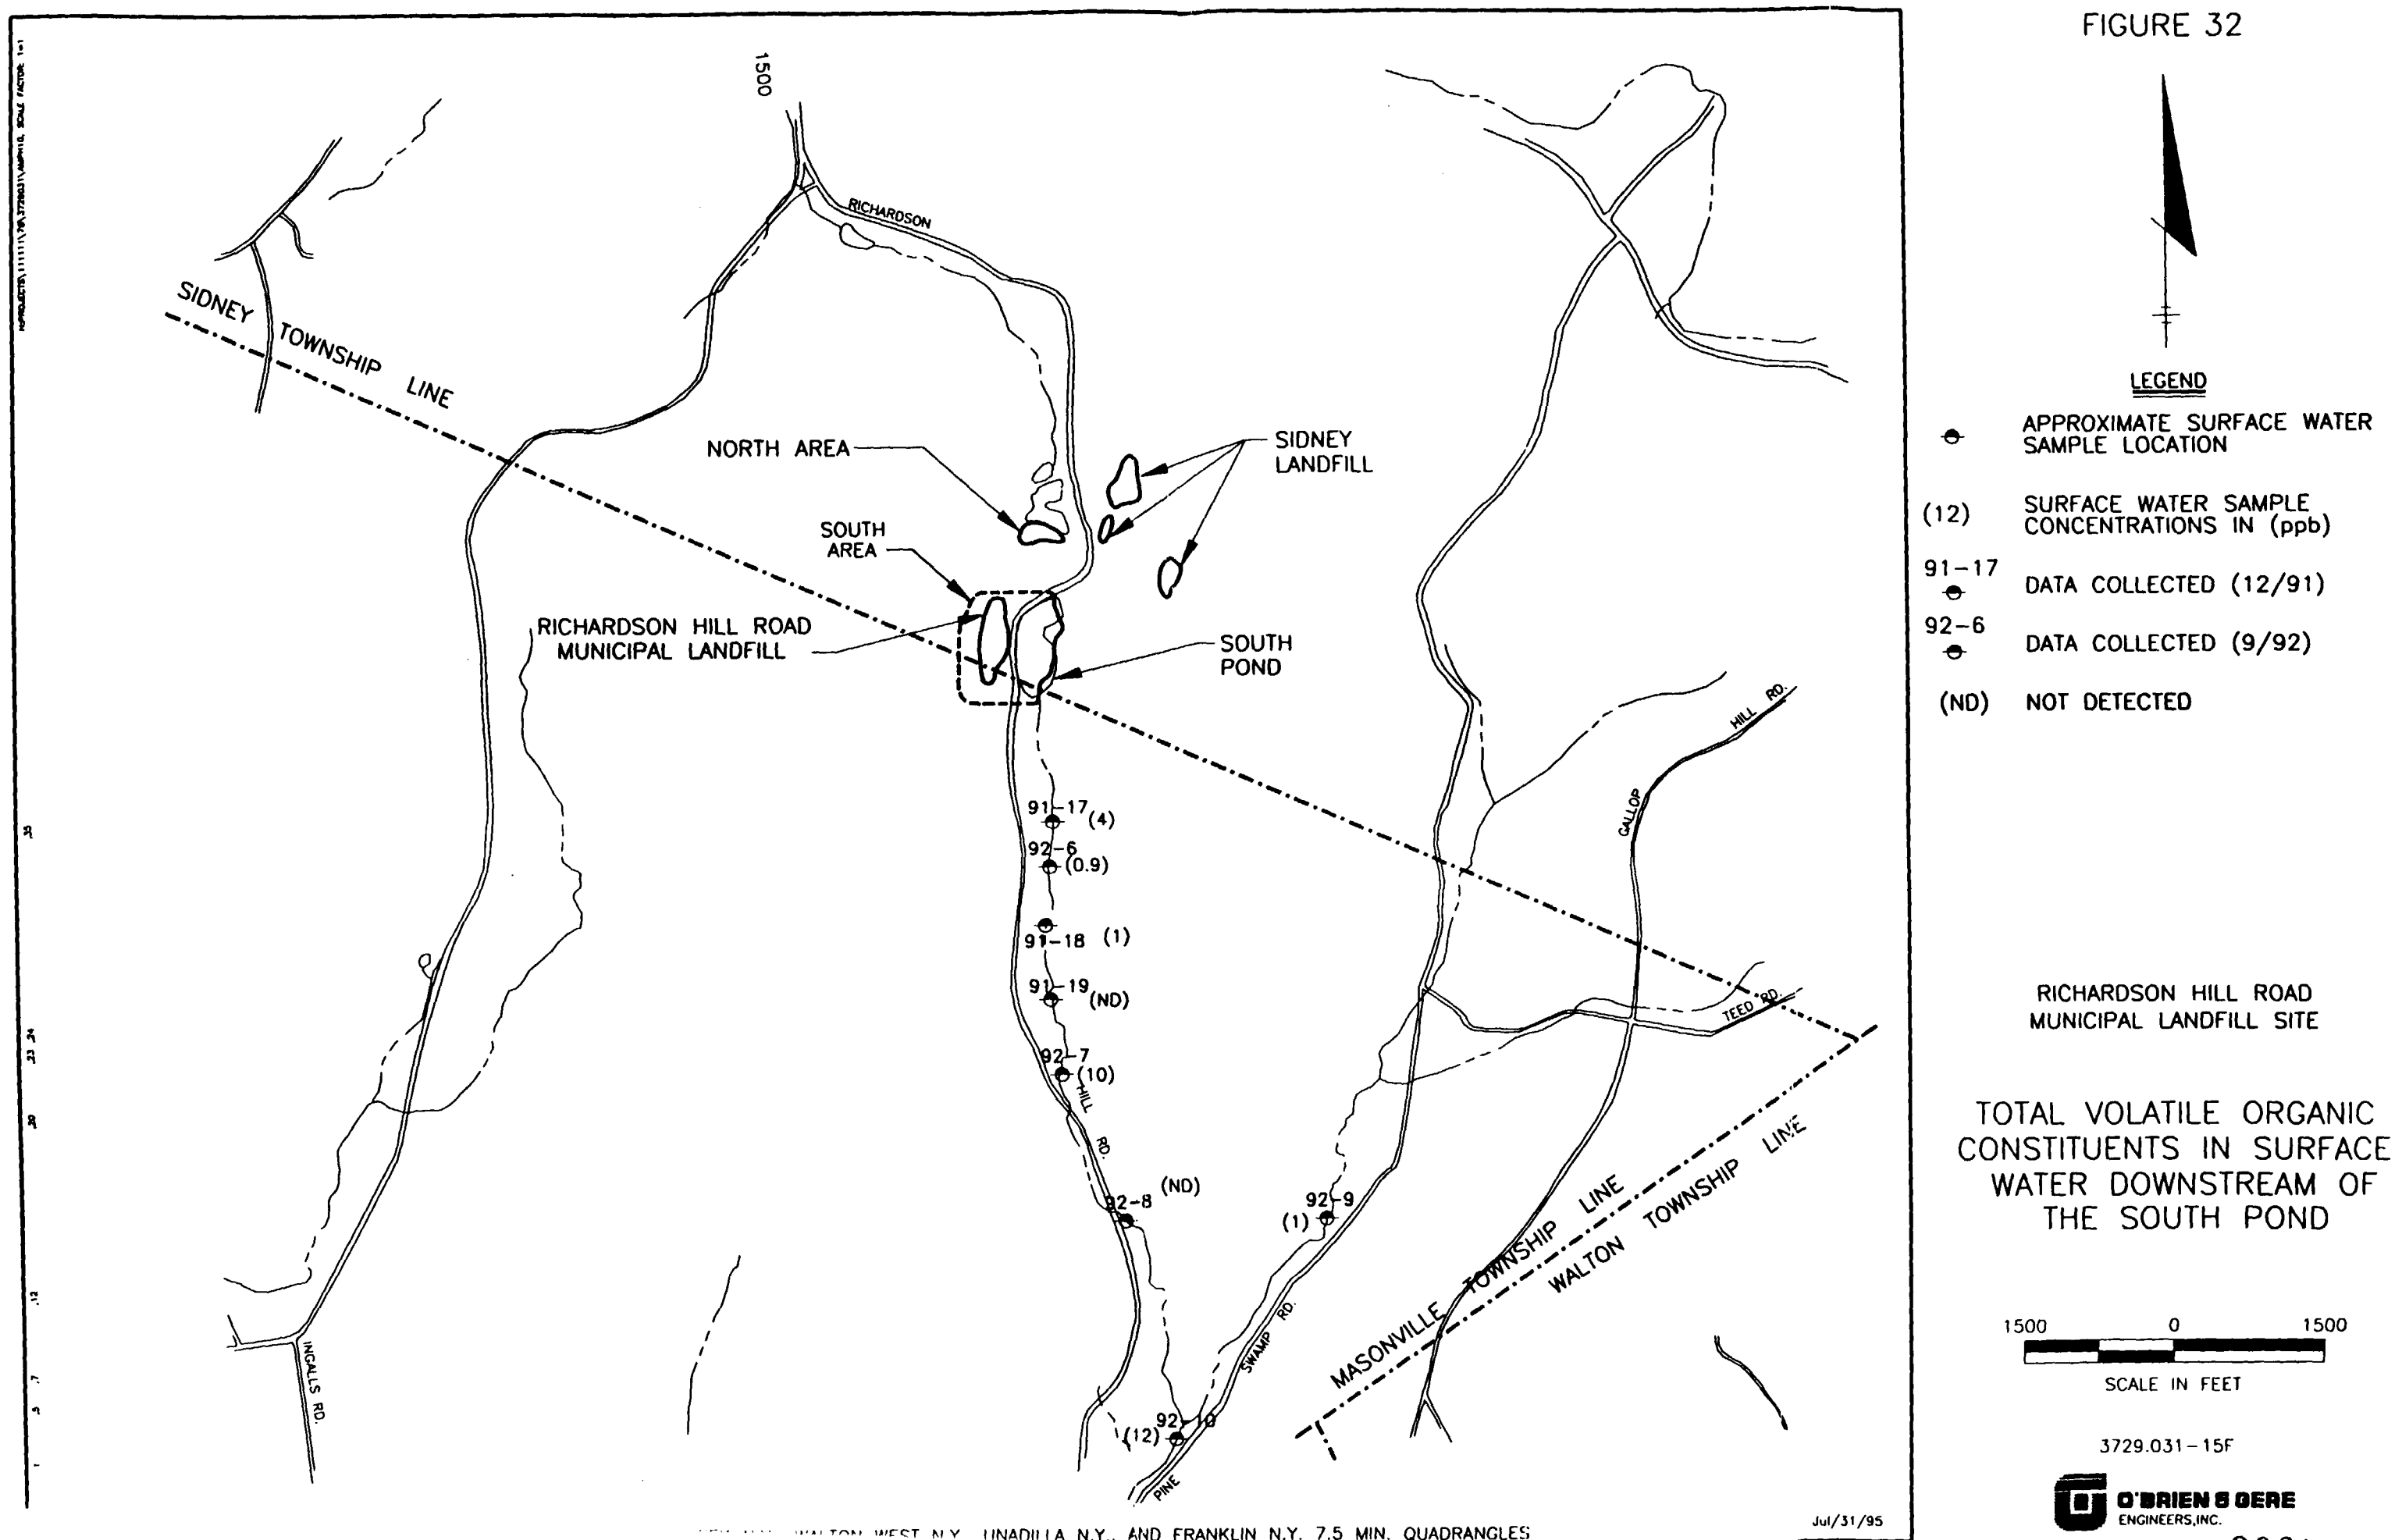 FIGURE 32
1500
RICHARDSON
SIDNEY TOWNSHIP LINE
NORTH AREA
SIDNEY
LANDFILL
SOUTH
AREA
RICHARDSON HILL ROAD
MUNICIPAL LANDFILL
SOUTH
POND
HILL RD.
GALLOP
91-17
(4)
92-6
(0.9)
91-18 (1)
91-19
(ND)
TEED RD.
92-7
(10)
HILL
RD.
92-8
(ND)
92-9
(1)
MASONVILLE TOWNSHIP LINE
WALTON TOWNSHIP LINE
SWAMP RD.
INGALLS RD.
92-10
(12)
PINE
WALTON WEST N.Y., UNADILLA N.Y., AND FRANKLIN N.Y. 7.5 MIN. QUADRANGLES
Jul/31/95
LEGEND
APPROXIMATE SURFACE WATER
SAMPLE LOCATION
(12) SURFACE WATER SAMPLE
CONCENTRATIONS IN (ppb)
91-17
DATA COLLECTED (12/91)
92-6
DATA COLLECTED (9/92)
(ND) NOT DETECTED
RICHARDSON HILL ROAD
MUNICIPAL LANDFILL SITE
TOTAL VOLATILE ORGANIC
CONSTITUENTS IN SURFACE
WATER DOWNSTREAM OF
THE SOUTH POND
1500 0 1500
SCALE IN FEET
3729.031-15F
O'BRIEN & GERE
ENGINEERS, INC.